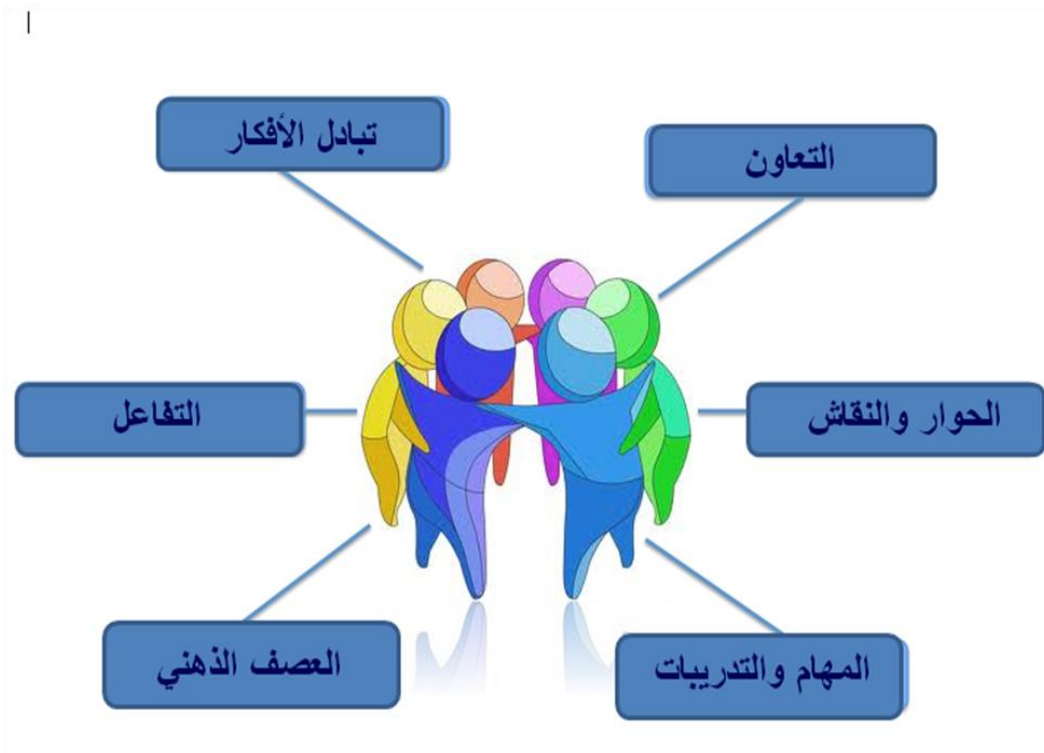 تبادل الأفكار
التعاون
التفاعل
الحوار والنقاش
العصف الذهني
المهام والتدريبات